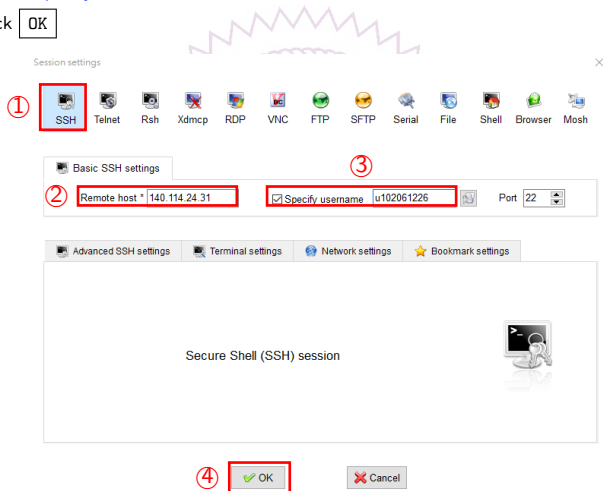 ck OK
Session settings
①
SSH Telnet Rsh Xdmcp RDP VNC FTP SFTP Serial File Shell Browser Mosh
Basic SSH settings
③
② Remote host * 140.114.24.31 Specify username u102061226 Port 22
Advanced SSH settings Terminal settings Network settings Bookmark settings
Secure Shell (SSH) session
④ OK Cancel